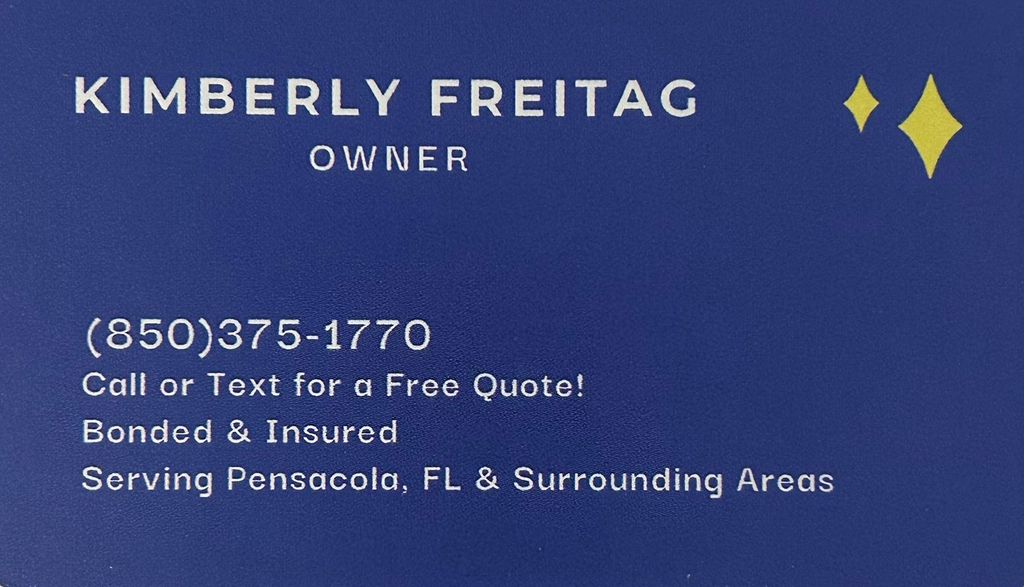 KIMBERLY FREITAG
OWNER
(850)375-1770
Call or Text for a Free Quote!
Bonded & Insured
Serving Pensacola, FL & Surrounding Areas